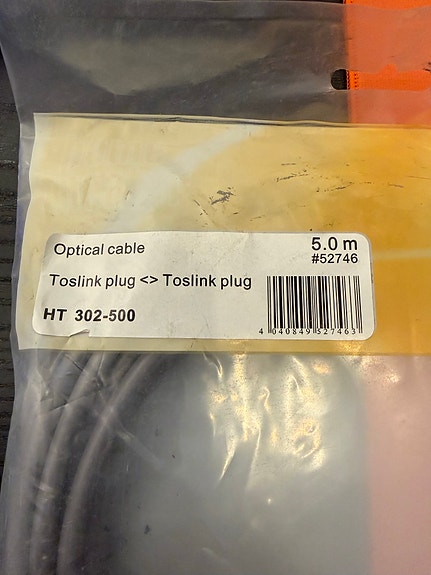 Optical cable
5.0 m
#52746
Toslink plug <> Toslink plug
HT 302-500
4 040849 527463